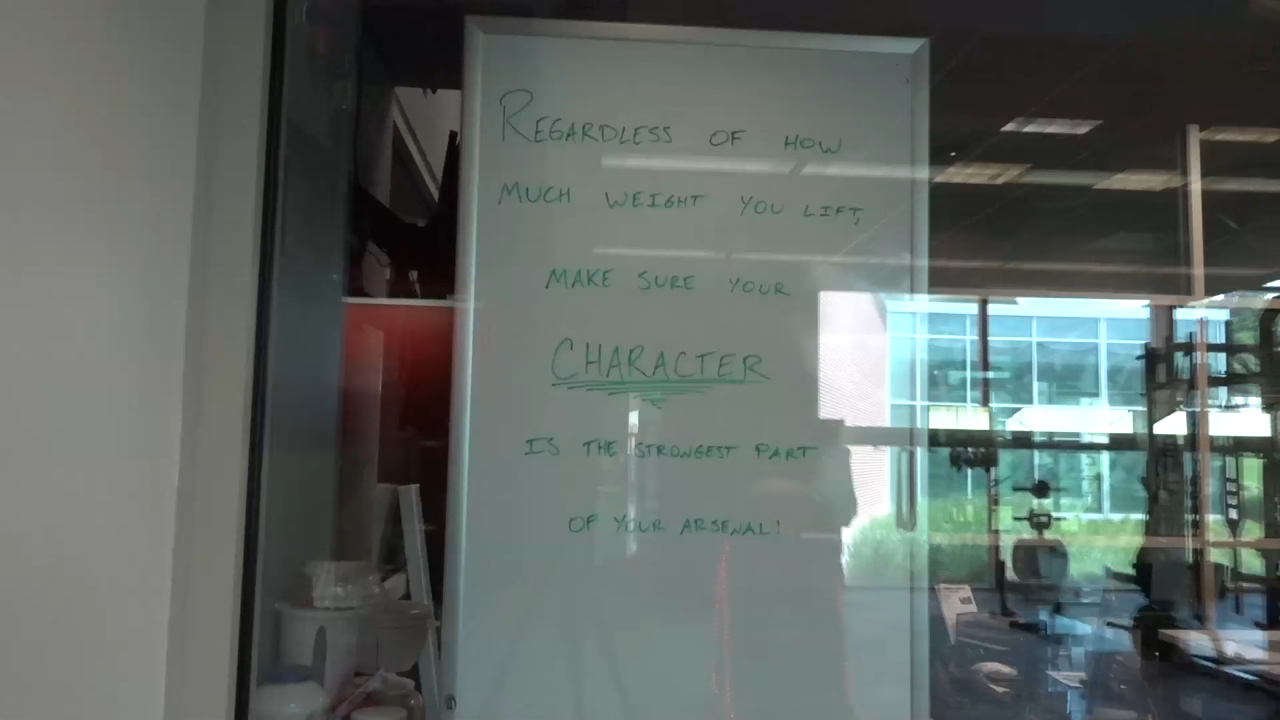 REGARDLESS OF HOW
MUCH WEIGHT YOU LIFT,
MAKE SURE YOUR
CHARACTER
IS THE STRONGEST PART
OF YOUR ARSENAL!